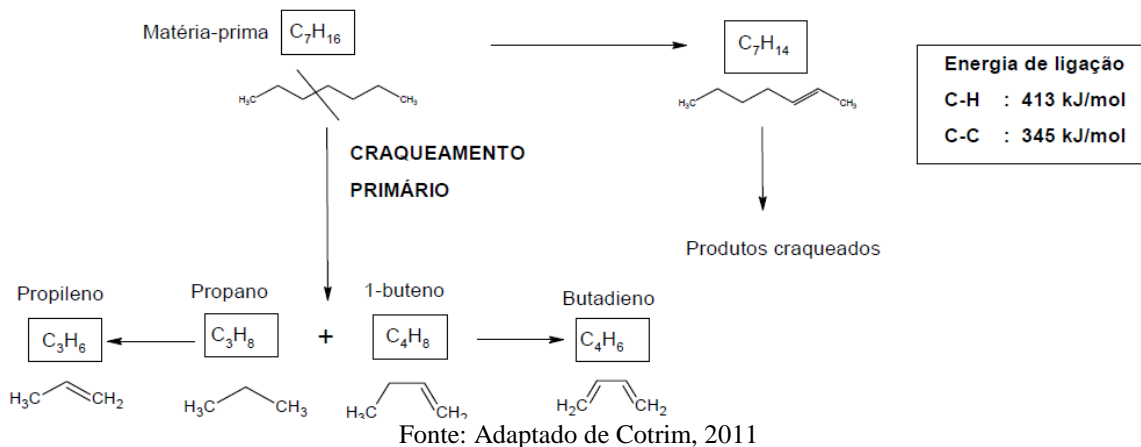 Matéria-prima C₇H₁₆
C₇H₁₄
Energia de ligação
C-H : 413 kJ/mol
C-C : 345 kJ/mol
H₃C CH₃
H₃C CH₃
CRAQUEAMENTO
PRIMÁRIO
Produtos craqueados
Propileno Propano 1-buteno Butadieno
C₃H₆ C₃H₈ + C₄H₈ C₄H₆
H₃C CH₂ H₃C CH₃ H₃C CH₂ H₂C CH₂
Fonte: Adaptado de Cotrim, 2011